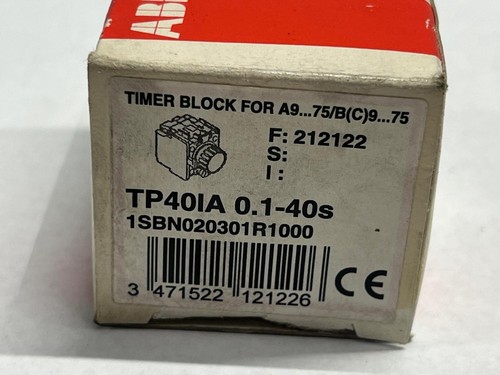 ABB
TIMER BLOCK FOR A9...75/B(C)9...75
F: 212122
S:
I :
TP40IA 0.1-40s
1SBN020301R1000
3 471522 121226
CE